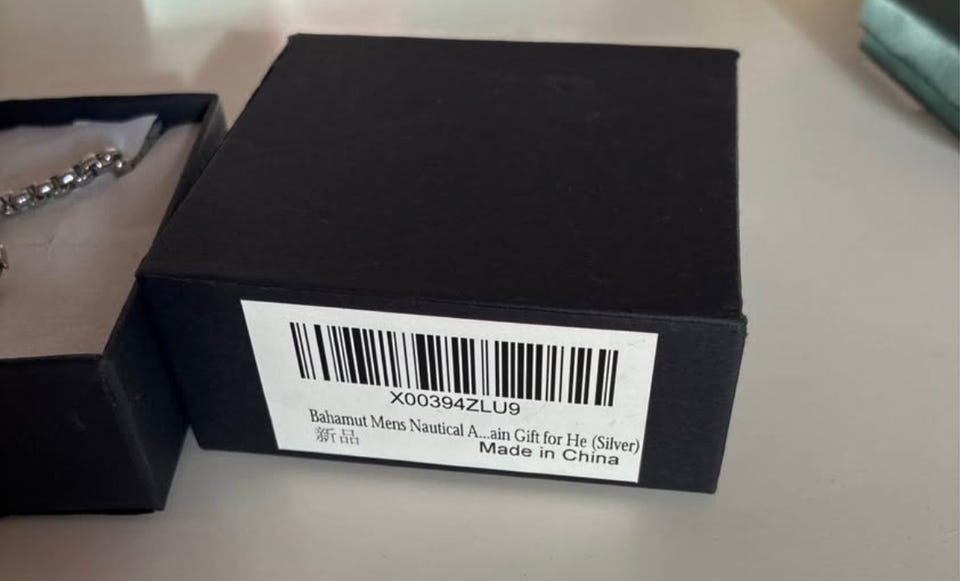 X00394ZLU9
Bahamut Mens Nautical A...ain Gift for He (Silver)
新品
Made in China